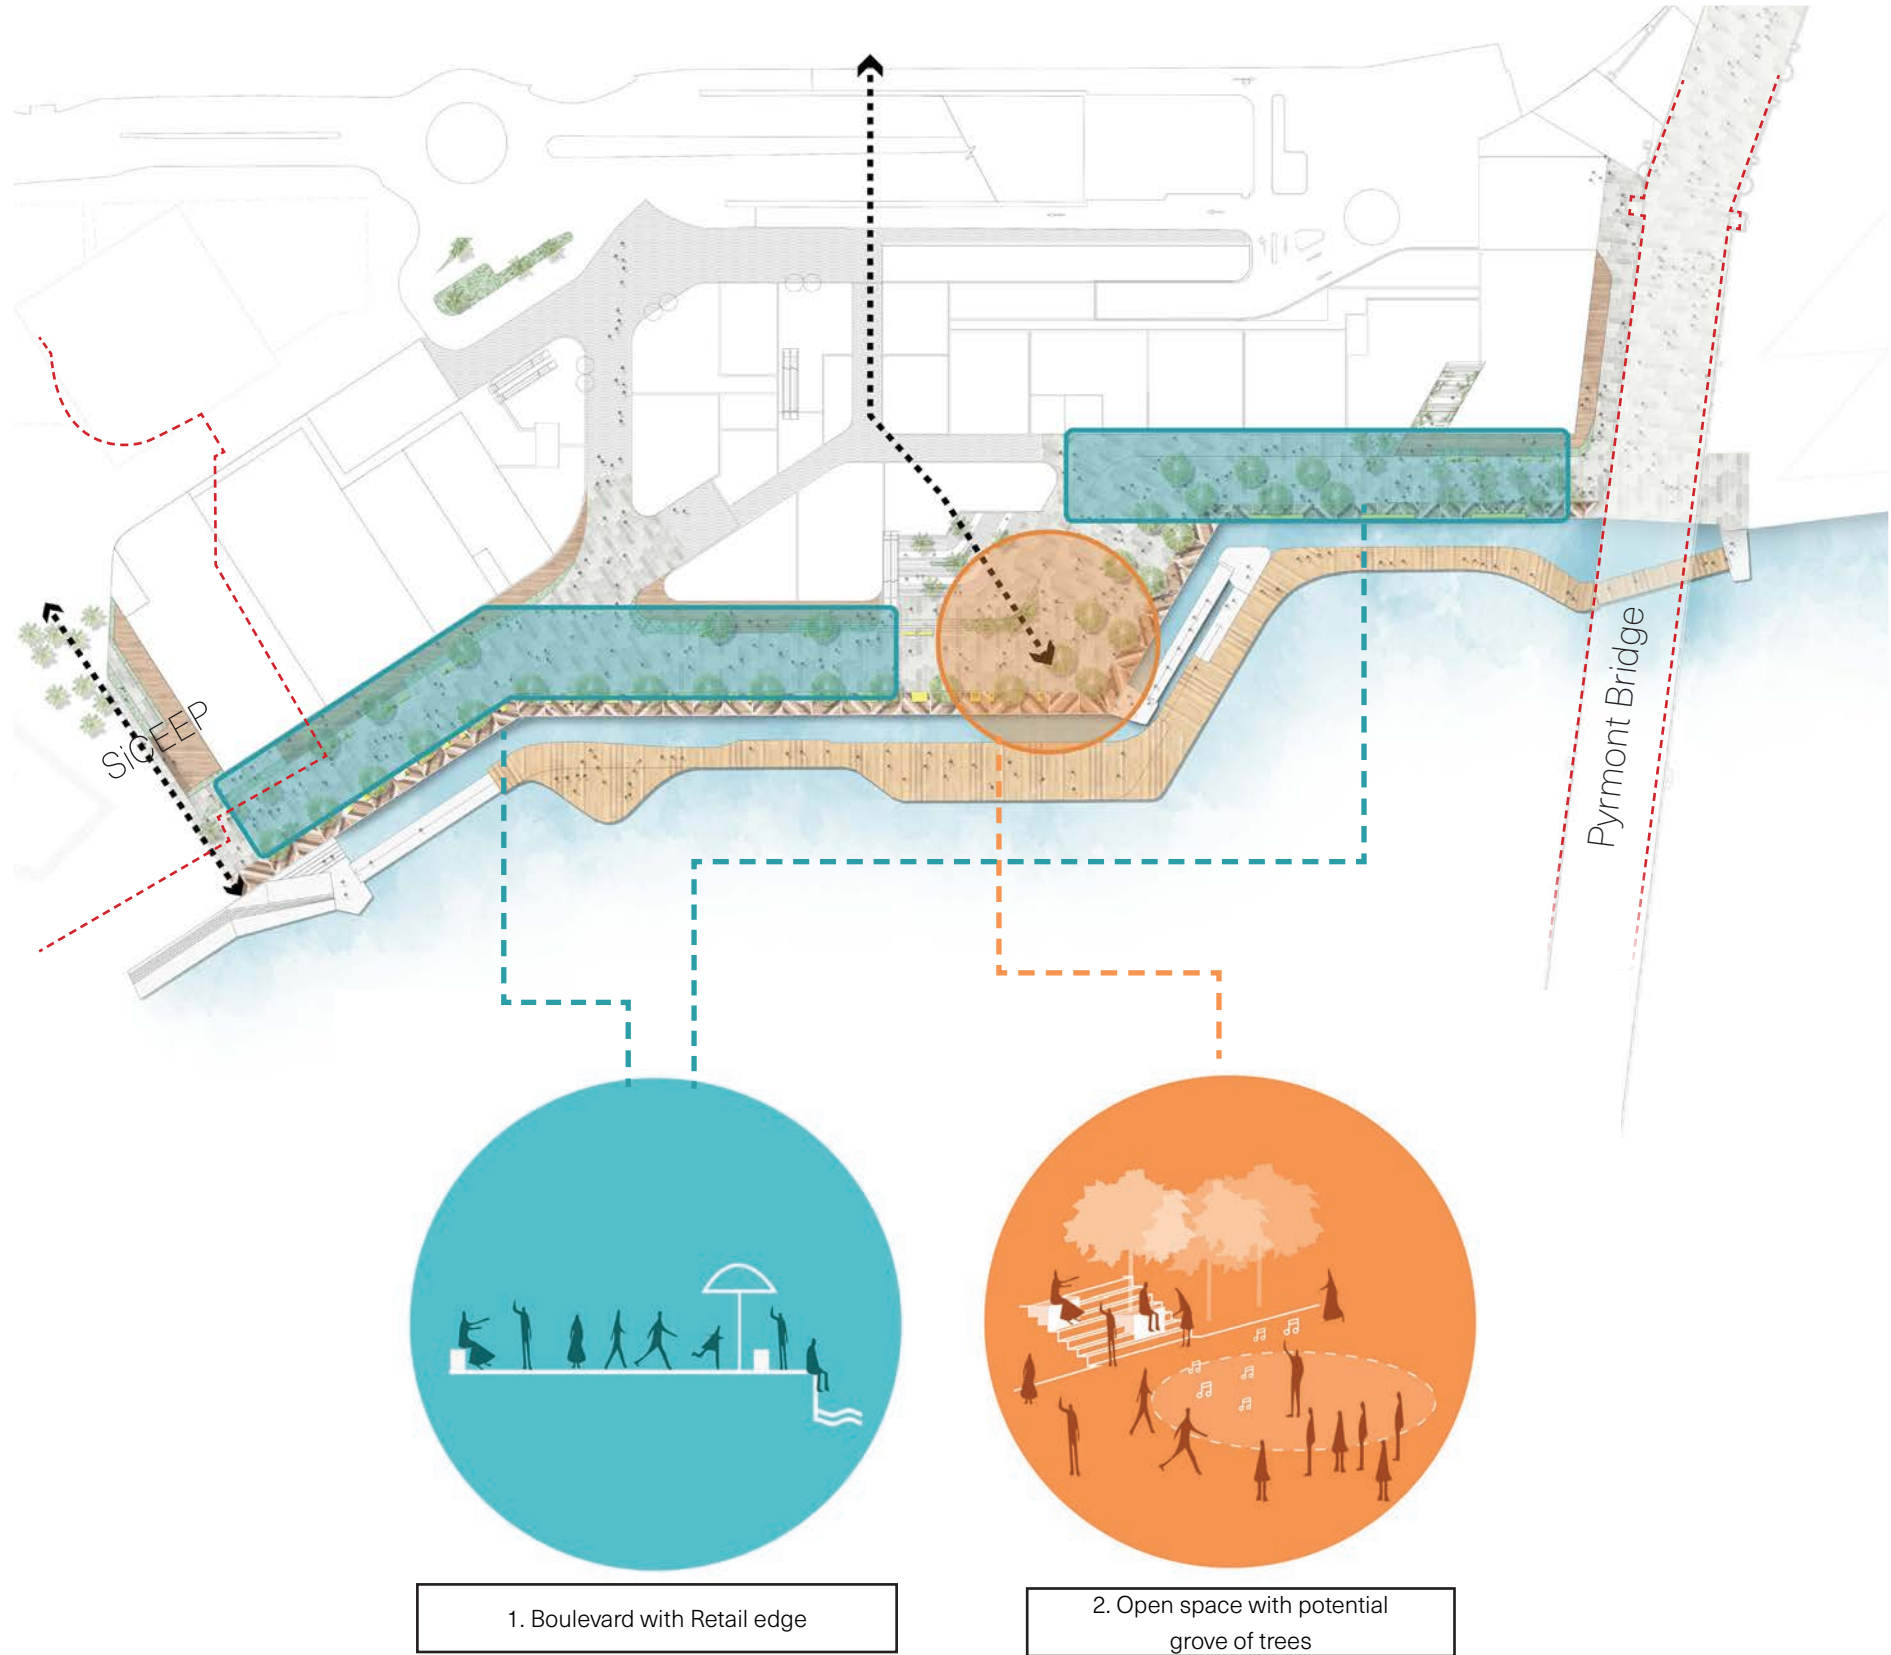 SiCEEP
Pyrmont Bridge
1. Boulevard with Retail edge
2. Open space with potential
grove of trees